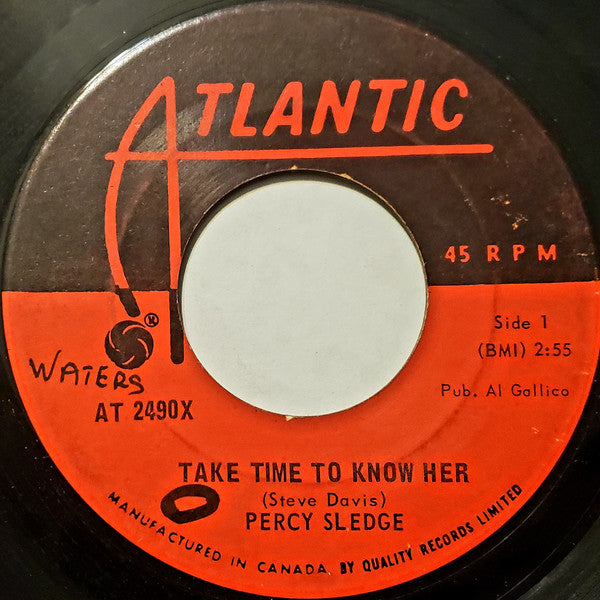 ATLANTIC
45 RPM
®
Side 1
(BMI) 2:55
Pub. Al Gallico
WATERS
AT 2490X
TAKE TIME TO KNOW HER
(Steve Davis)
PERCY SLEDGE
MANUFACTURED IN CANADA, BY QUALITY RECORDS LIMITED